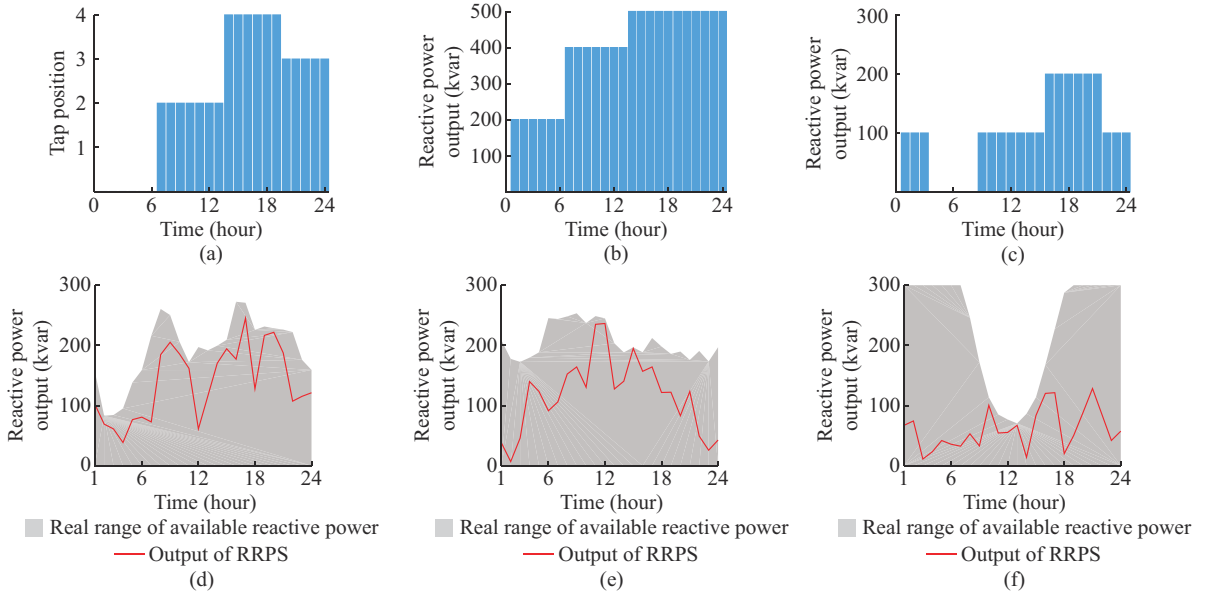 4
3
2
1
Tap position
0
6
12
18
24
Time (hour)
(a)
500
400
300
200
100
Reactive power
output (kvar)
0
6
12
18
24
Time (hour)
(b)
300
200
100
Reactive power
output (kvar)
0
6
12
18
24
Time (hour)
(c)
300
200
100
0
Reactive power
output (kvar)
1
6
12
18
24
Time (hour)
Real range of available reactive power
Output of RRPS
(d)
300
200
100
0
Reactive power
output (kvar)
1
6
12
18
24
Time (hour)
Real range of available reactive power
Output of RRPS
(e)
300
200
100
0
Reactive power
output (kvar)
1
6
12
18
24
Time (hour)
Real range of available reactive power
Output of RRPS
(f)